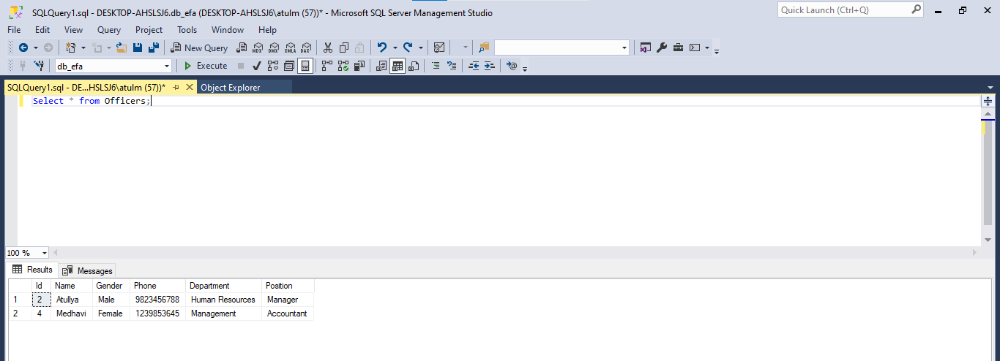 SQLQuery1.sql - DESKTOP-AHSLSJ6.db_efa (DESKTOP-AHSLSJ6\atulm (57))* - Microsoft SQL Server Management Studio
Quick Launch (Ctrl+Q)
File Edit View Query Project Tools Window Help
New Query MDX DMX XMLA DAX
db_efa Execute
SQLQuery1.sql - DE...HSLSJ6\atulm (57))* Object Explorer
Select * from Officers;
100 %
Results Messages
Id Name Gender Phone Department Position
1 2 Atullya Male 9823456788 Human Resources Manager
2 4 Medhavi Female 1239853645 Management Accountant